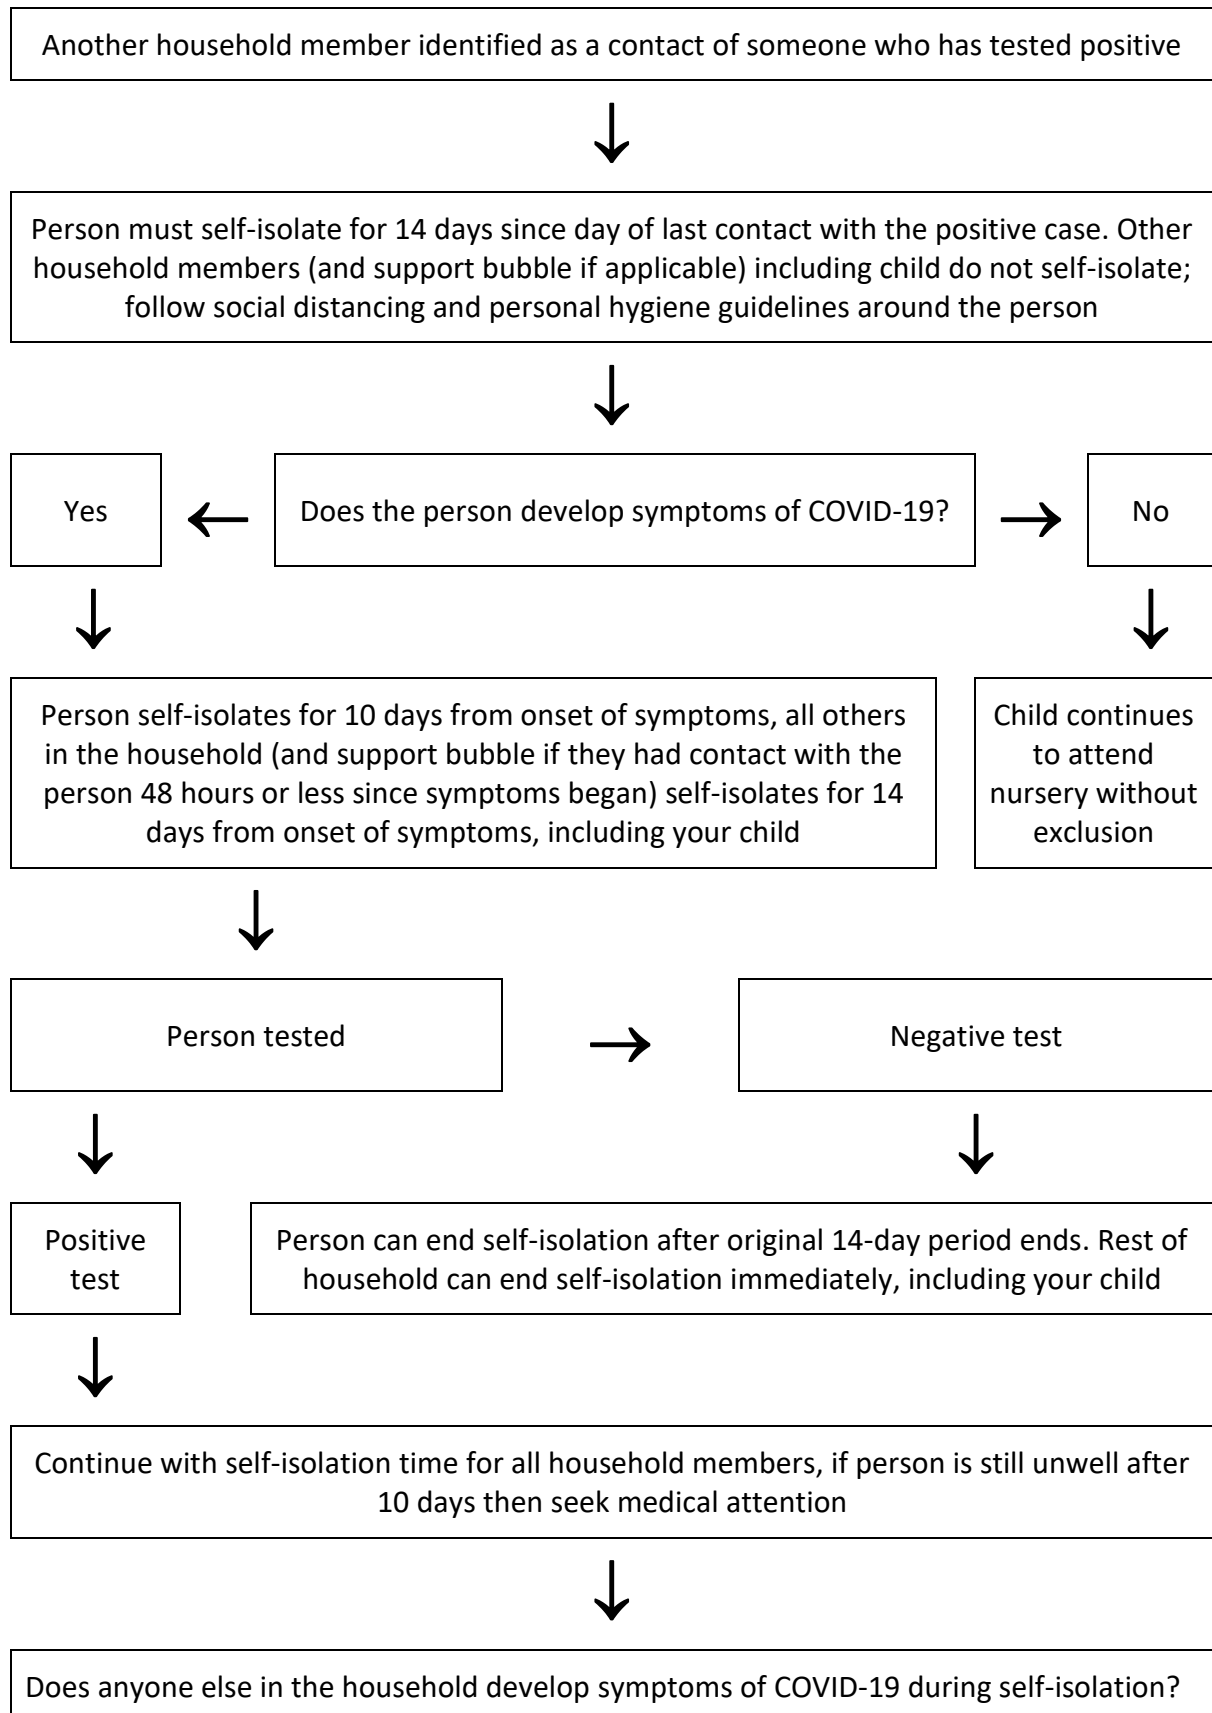 Another household member identified as a contact of someone who has tested positive
Person must self-isolate for 14 days since day of last contact with the positive case. Other
household members (and support bubble if applicable) including child do not self-isolate;
follow social distancing and personal hygiene guidelines around the person
Yes
Does the person develop symptoms of COVID-19?
No
Person self-isolates for 10 days from onset of symptoms, all others
in the household (and support bubble if they had contact with the
person 48 hours or less since symptoms began) self-isolates for 14
days from onset of symptoms, including your child
Child continues
to attend
nursery without
exclusion
Person tested
Negative test
Positive
test
Person can end self-isolation after original 14-day period ends. Rest of
household can end self-isolation immediately, including your child
Continue with self-isolation time for all household members, if person is still unwell after
10 days then seek medical attention
Does anyone else in the household develop symptoms of COVID-19 during self-isolation?